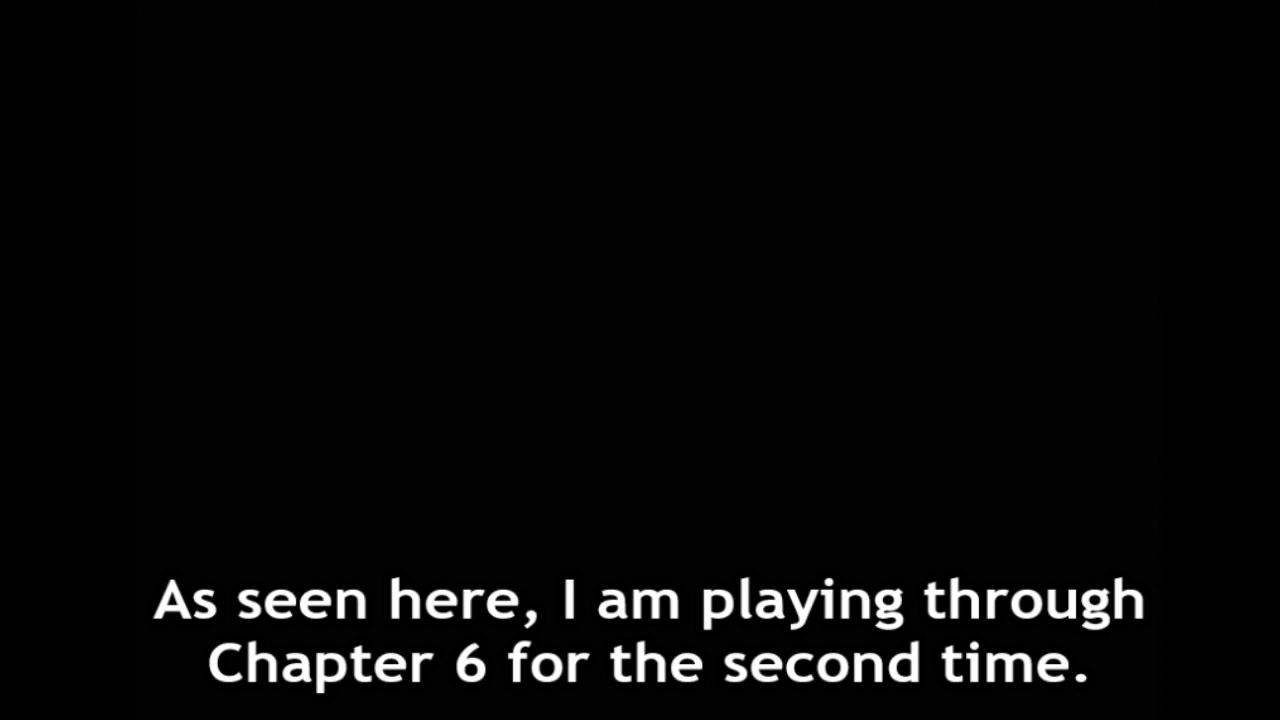 As seen here, I am playing through
Chapter 6 for the second time.